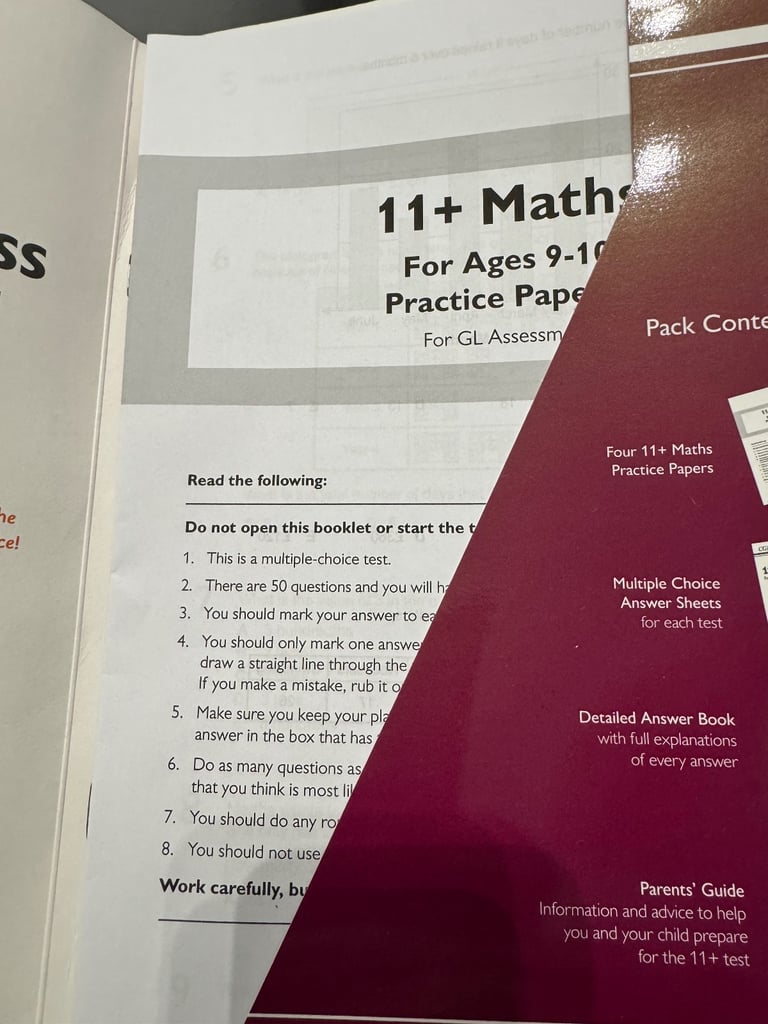 ss
he
ce!
11+ Maths
For Ages 9-10
Practice Pape
For GL Assessm
Read the following:
Do not open this booklet or start the t
1. This is a multiple-choice test.
2. There are 50 questions and you will ha
3. You should mark your answer to ea
4. You should only mark one answe
draw a straight line through the
If you make a mistake, rub it o
5. Make sure you keep your pla
answer in the box that has
6. Do as many questions as
that you think is most lik
7. You should do any ro
8. You should not use
Work carefully, bu
Pack Conte
Four 11+ Maths
Practice Papers
Multiple Choice
Answer Sheets
for each test
Detailed Answer Book
with full explanations
of every answer
Parents' Guide
Information and advice to help
you and your child prepare
for the 11+ test